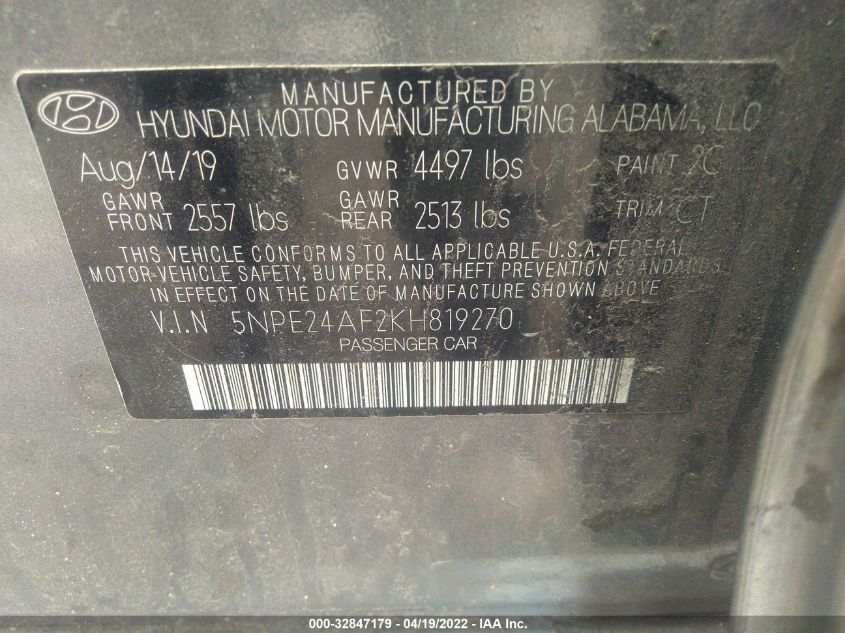 MANUFACTURED BY
HYUNDAI MOTOR MANUFACTURING ALABAMA, LLC
Aug/14/19 GVWR 4497 lbs PAINT 2C
GAWR FRONT 2557 lbs GAWR REAR 2513 lbs TRIM CT
THIS VEHICLE CONFORMS TO ALL APPLICABLE U.S.A. FEDERAL
MOTOR-VEHICLE SAFETY, BUMPER, AND THEFT PREVENTION STANDARDS
IN EFFECT ON THE DATE OF MANUFACTURE SHOWN ABOVE
V.I.N 5NPE24AF2KH819270
PASSENGER CAR
000-32847179 - 04/19/2022 - IAA Inc.